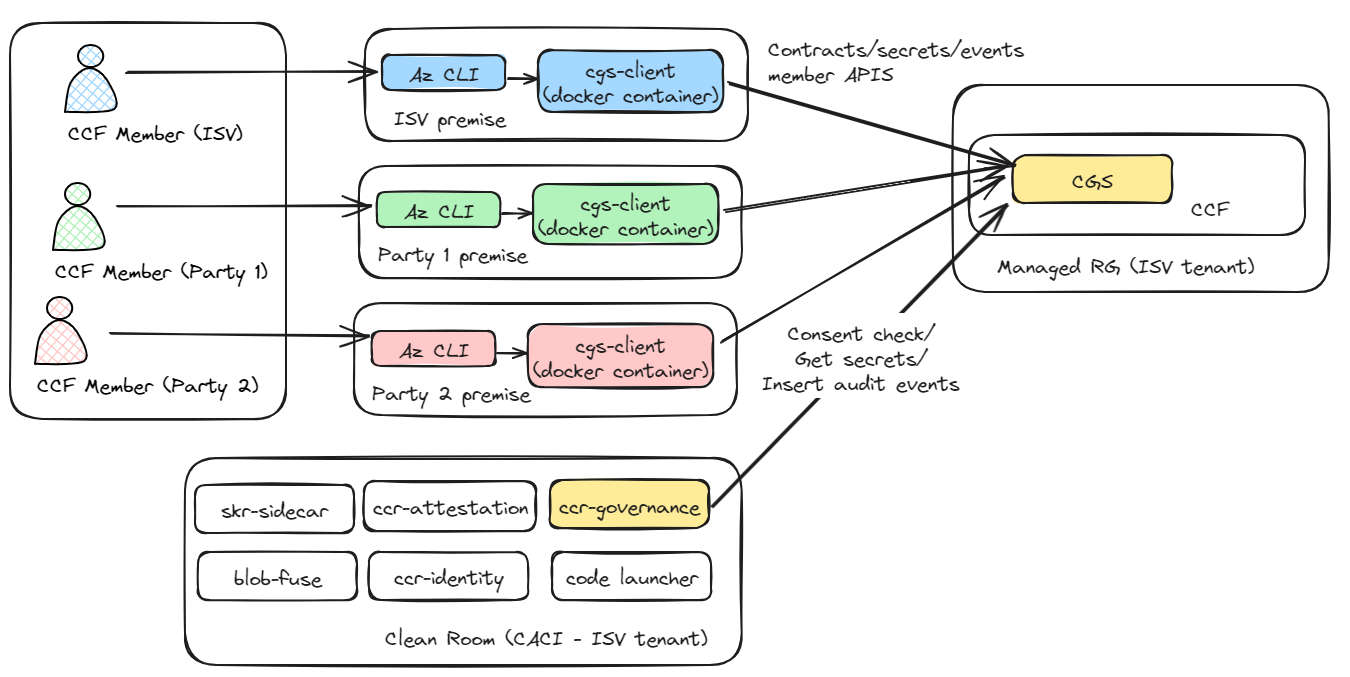 CCF Member (ISV)
CCF Member (Party 1)
CCF Member (Party 2)
Az CLI
cgs-client
(docker container)
ISV premise
Az CLI
cgs-client
(docker container)
Party 1 premise
Az CLI
cgs-client
(docker container)
Party 2 premise
Contracts/secrets/events
member APIS
CGS
CCF
Managed RG (ISV tenant)
Consent check/
Get secrets/
Insert audit events
skr-sidecar
ccr-attestation
ccr-governance
blob-fuse
ccr-identity
code launcher
Clean Room (CACI - ISV tenant)